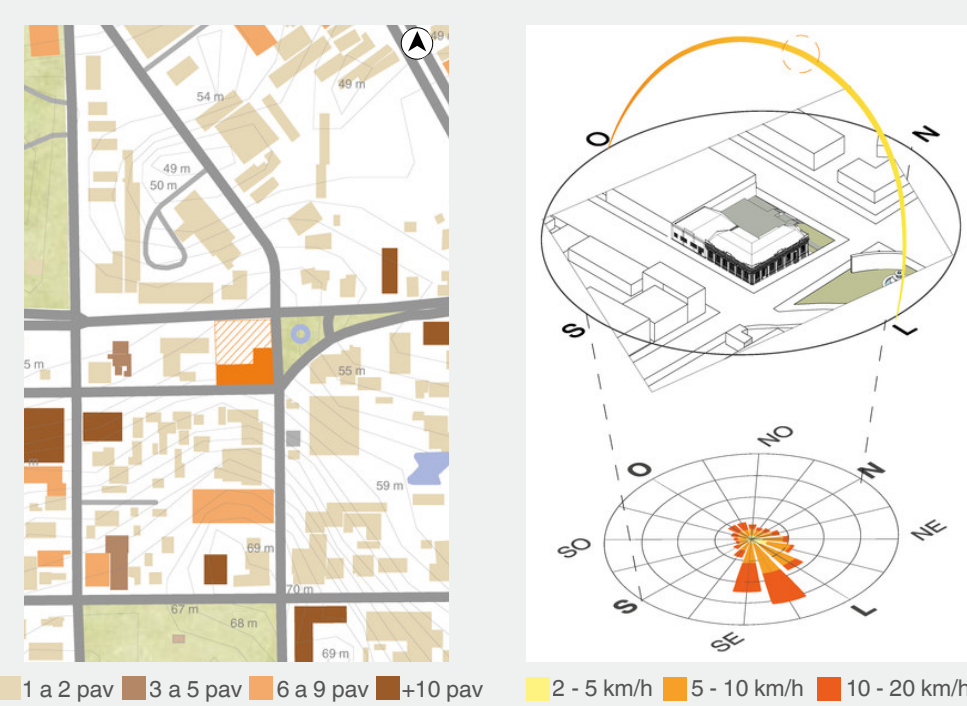 49
49 m
54 m
49 m
50 m
5 m
55 m
59 m
69 m
70 m
67 m
68 m
69 m
1 a 2 pav 3 a 5 pav 6 a 9 pav +10 pav
O
N
S
L
NO
O
N
SO
NE
S
L
SE
2 - 5 km/h 5 - 10 km/h 10 - 20 km/h